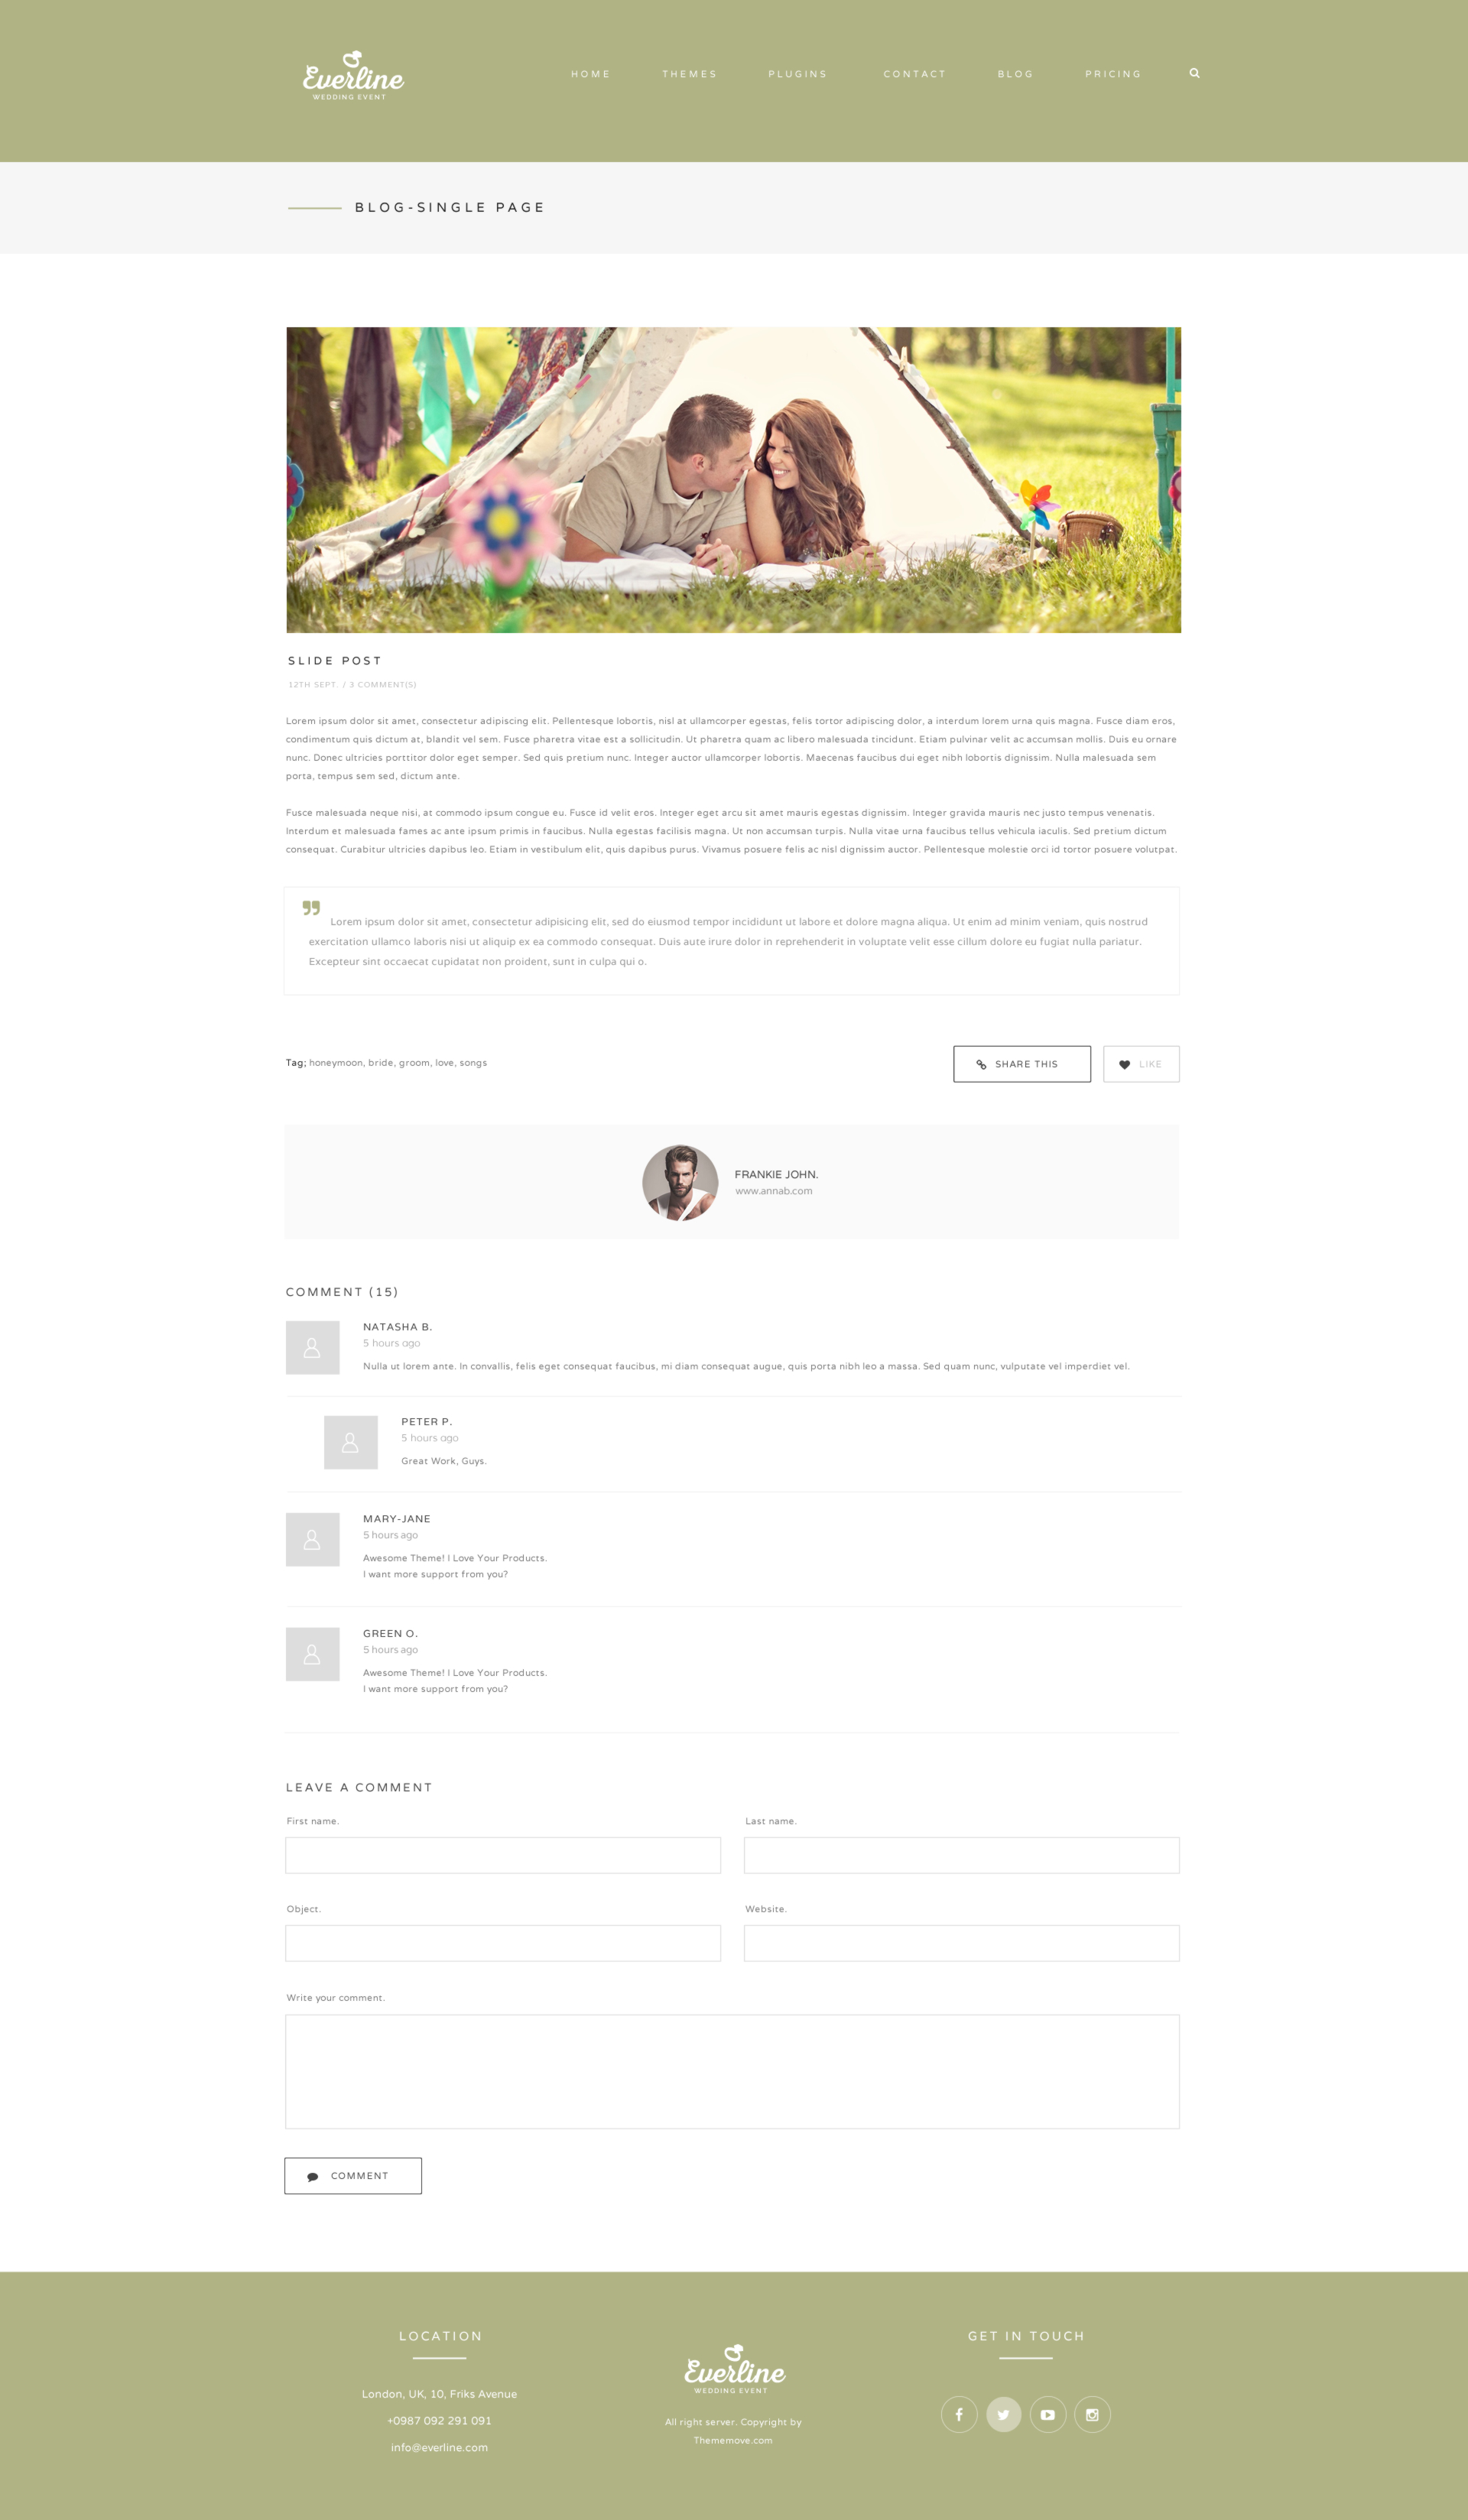 Everline
WEDDING EVENT
HOME THEMES PLUGINS CONTACT BLOG PRICING
BLOG-SINGLE PAGE
SLIDE POST
12TH SEPT. / 3 COMMENT(S)
Lorem ipsum dolor sit amet, consectetur adipiscing elit. Pellentesque lobortis, nisl at ullamcorper egestas, felis tortor adipiscing dolor, a interdum lorem urna quis magna. Fusce diam eros,
condimentum quis dictum at, blandit vel sem. Fusce pharetra vitae est a sollicitudin. Ut pharetra quam ac libero malesuada tincidunt. Etiam pulvinar velit ac accumsan mollis. Duis eu ornare
nunc. Donec ultricies porttitor dolor eget semper. Sed quis pretium nunc. Integer auctor ullamcorper lobortis. Maecenas faucibus dui eget nibh lobortis dignissim. Nulla malesuada sem
porta, tempus sem sed, dictum ante.
Fusce malesuada neque nisi, at commodo ipsum congue eu. Fusce id velit eros. Integer eget arcu sit amet mauris egestas dignissim. Integer gravida mauris nec justo tempus venenatis.
Interdum et malesuada fames ac ante ipsum primis in faucibus. Nulla egestas facilisis magna. Ut non accumsan turpis. Nulla vitae urna faucibus tellus vehicula iaculis. Sed pretium dictum
consequat. Curabitur ultricies dapibus leo. Etiam in vestibulum elit, quis dapibus purus. Vivamus posuere felis ac nisl dignissim auctor. Pellentesque molestie orci id tortor posuere volutpat.
Lorem ipsum dolor sit amet, consectetur adipisicing elit, sed do eiusmod tempor incididunt ut labore et dolore magna aliqua. Ut enim ad minim veniam, quis nostrud
exercitation ullamco laboris nisi ut aliquip ex ea commodo consequat. Duis aute irure dolor in reprehenderit in voluptate velit esse cillum dolore eu fugiat nulla pariatur.
Excepteur sint occaecat cupidatat non proident, sunt in culpa qui o.
Tag; honeymoon, bride, groom, love, songs
SHARE THIS
LIKE
FRANKIE JOHN.
www.annab.com
COMMENT (15)
NATASHA B.
5 hours ago
Nulla ut lorem ante. In convallis, felis eget consequat faucibus, mi diam consequat augue, quis porta nibh leo a massa. Sed quam nunc, vulputate vel imperdiet vel.
PETER P.
5 hours ago
Great Work, Guys.
MARY-JANE
5 hours ago
Awesome Theme! I Love Your Products.
I want more support from you?
GREEN O.
5 hours ago
Awesome Theme! I Love Your Products.
I want more support from you?
LEAVE A COMMENT
First name. Last name.
Object. Website.
Write your comment.
COMMENT
LOCATION
London, UK, 10, Friks Avenue
+0987 092 291 091
info@everline.com
Everline
WEDDING EVENT
All right server. Copyright by
Thememove.com
GET IN TOUCH